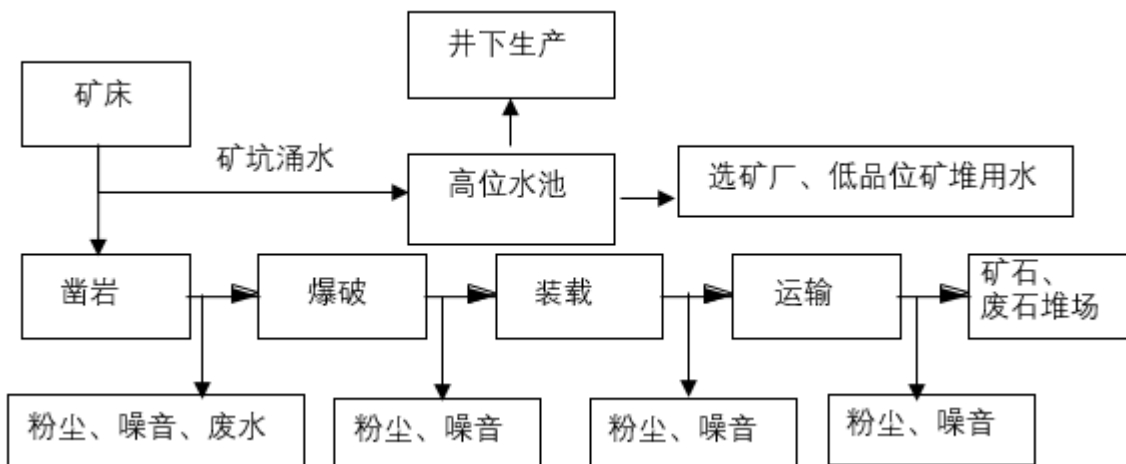 井下生产
矿床
矿坑涌水
高位水池
选矿厂、低品位矿堆用水
凿岩
爆破
装载
运输
矿石、
废石堆场
粉尘、噪音、废水
粉尘、噪音
粉尘、噪音
粉尘、噪音